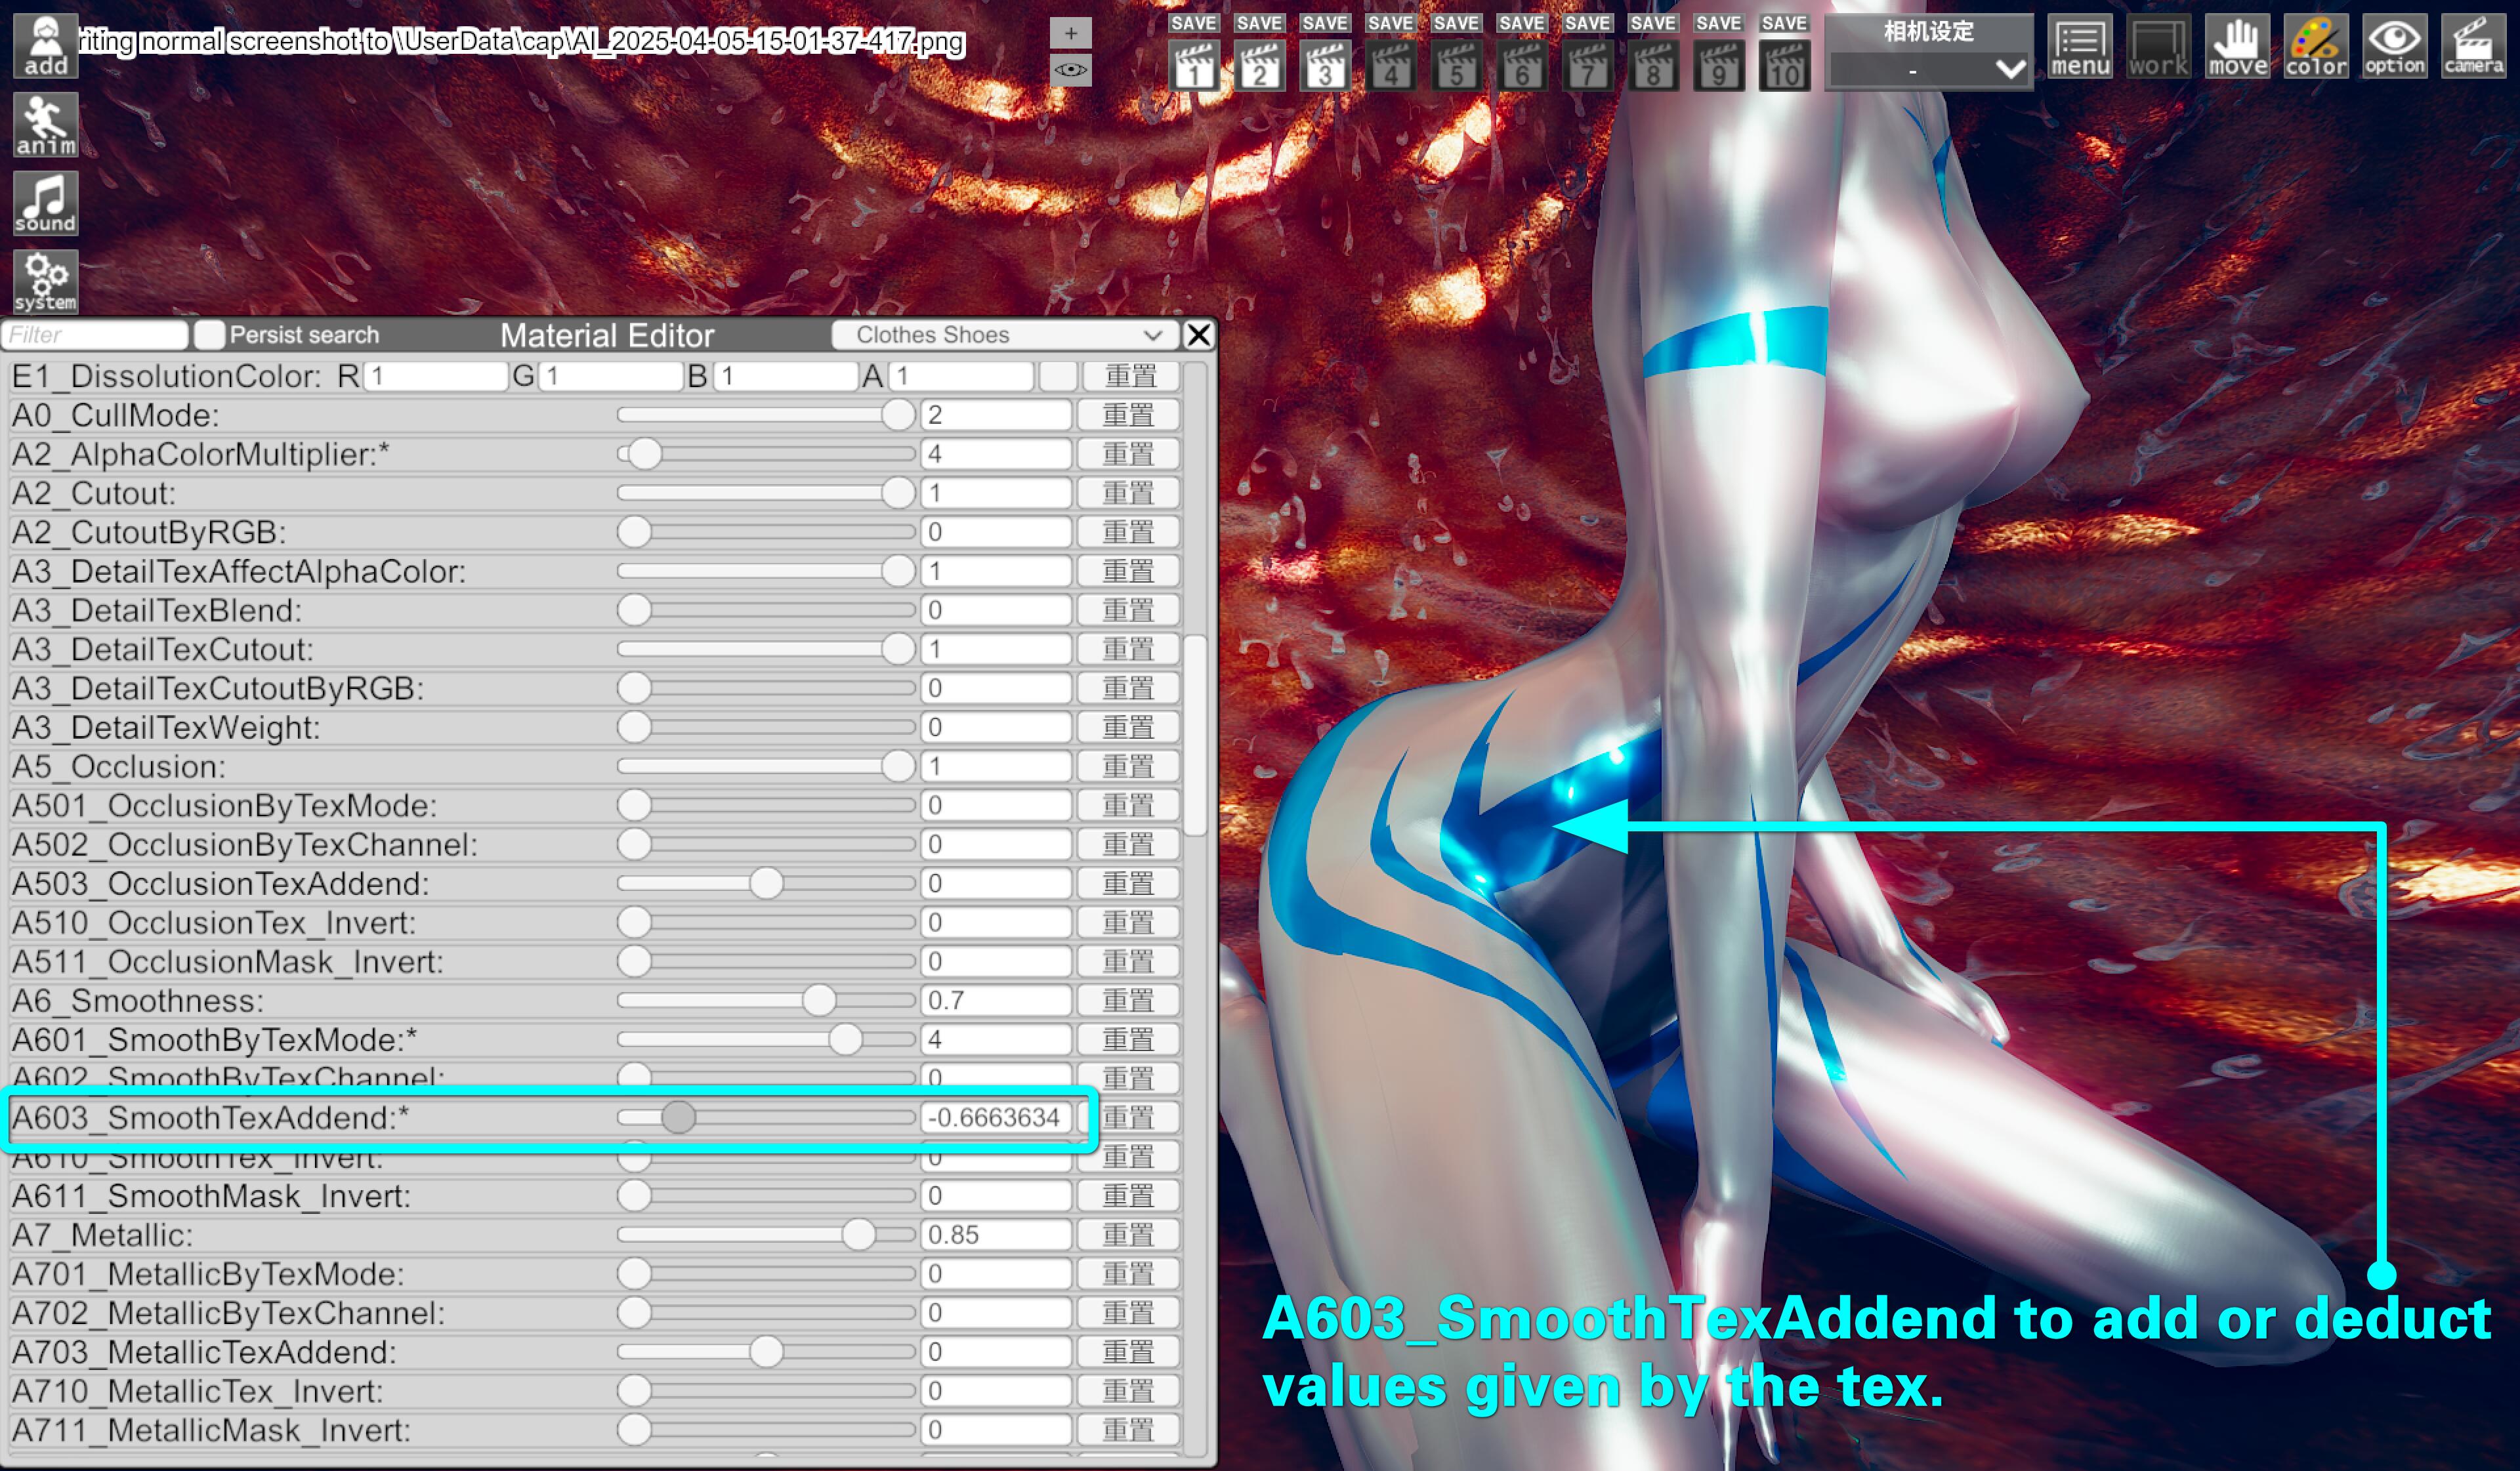 add
riting normal screenshot to \UserData\cap\AI_2025-04-05-15-01-37-417.png
+
SAVE SAVE SAVE SAVE SAVE SAVE SAVE SAVE SAVE SAVE
1 2 3 4 5 6 7 8 9 10
相机设定
-
menu work move color option camera
anim
sound
system
Filter Persist search Material Editor Clothes Shoes
E1_DissolutionColor: R 1 G 1 B 1 A 1 重置
A0_CullMode: 2 重置
A2_AlphaColorMultiplier:* 4 重置
A2_Cutout: 1 重置
A2_CutoutByRGB: 0 重置
A3_DetailTexAffectAlphaColor: 1 重置
A3_DetailTexBlend: 0 重置
A3_DetailTexCutout: 1 重置
A3_DetailTexCutoutByRGB: 0 重置
A3_DetailTexWeight: 0 重置
A5_Occlusion: 1 重置
A501_OcclusionByTexMode: 0 重置
A502_OcclusionByTexChannel: 0 重置
A503_OcclusionTexAddend: 0 重置
A510_OcclusionTex_Invert: 0 重置
A511_OcclusionMask_Invert: 0 重置
A6_Smoothness: 0.7 重置
A601_SmoothByTexMode:* 4 重置
A602_SmoothByTexChannel: 0 重置
A603_SmoothTexAddend:* -0.6663634 重置
A610_SmoothTex_Invert: 0 重置
A611_SmoothMask_Invert: 0 重置
A7_Metallic: 0.85 重置
A701_MetallicByTexMode: 0 重置
A702_MetallicByTexChannel: 0 重置
A703_MetallicTexAddend: 0 重置
A710_MetallicTex_Invert: 0 重置
A711_MetallicMask_Invert: 0 重置
A603_SmoothTexAddend to add or deduct
values given by the tex.